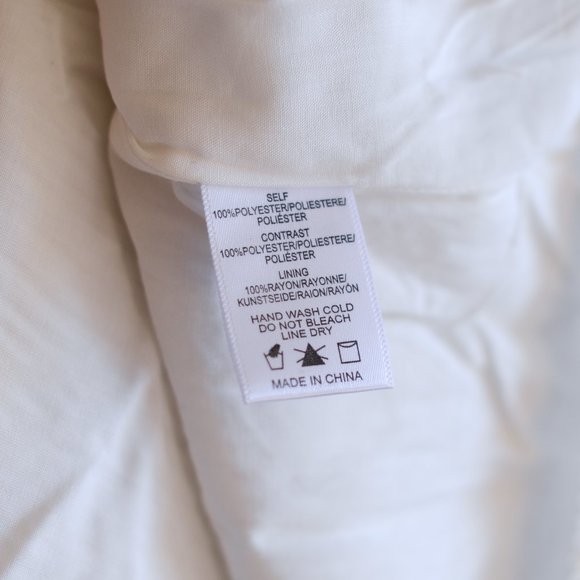 SELF
100%POLYESTER/POLIESTERE/
POLIÉSTER
CONTRAST
100%POLYESTER/POLIESTERE/
POLIÉSTER
LINING
100%RAYON/RAYONNE/
KUNSTSEIDE/RAION/RAYÓN
HAND WASH COLD
DO NOT BLEACH
LINE DRY
MADE IN CHINA